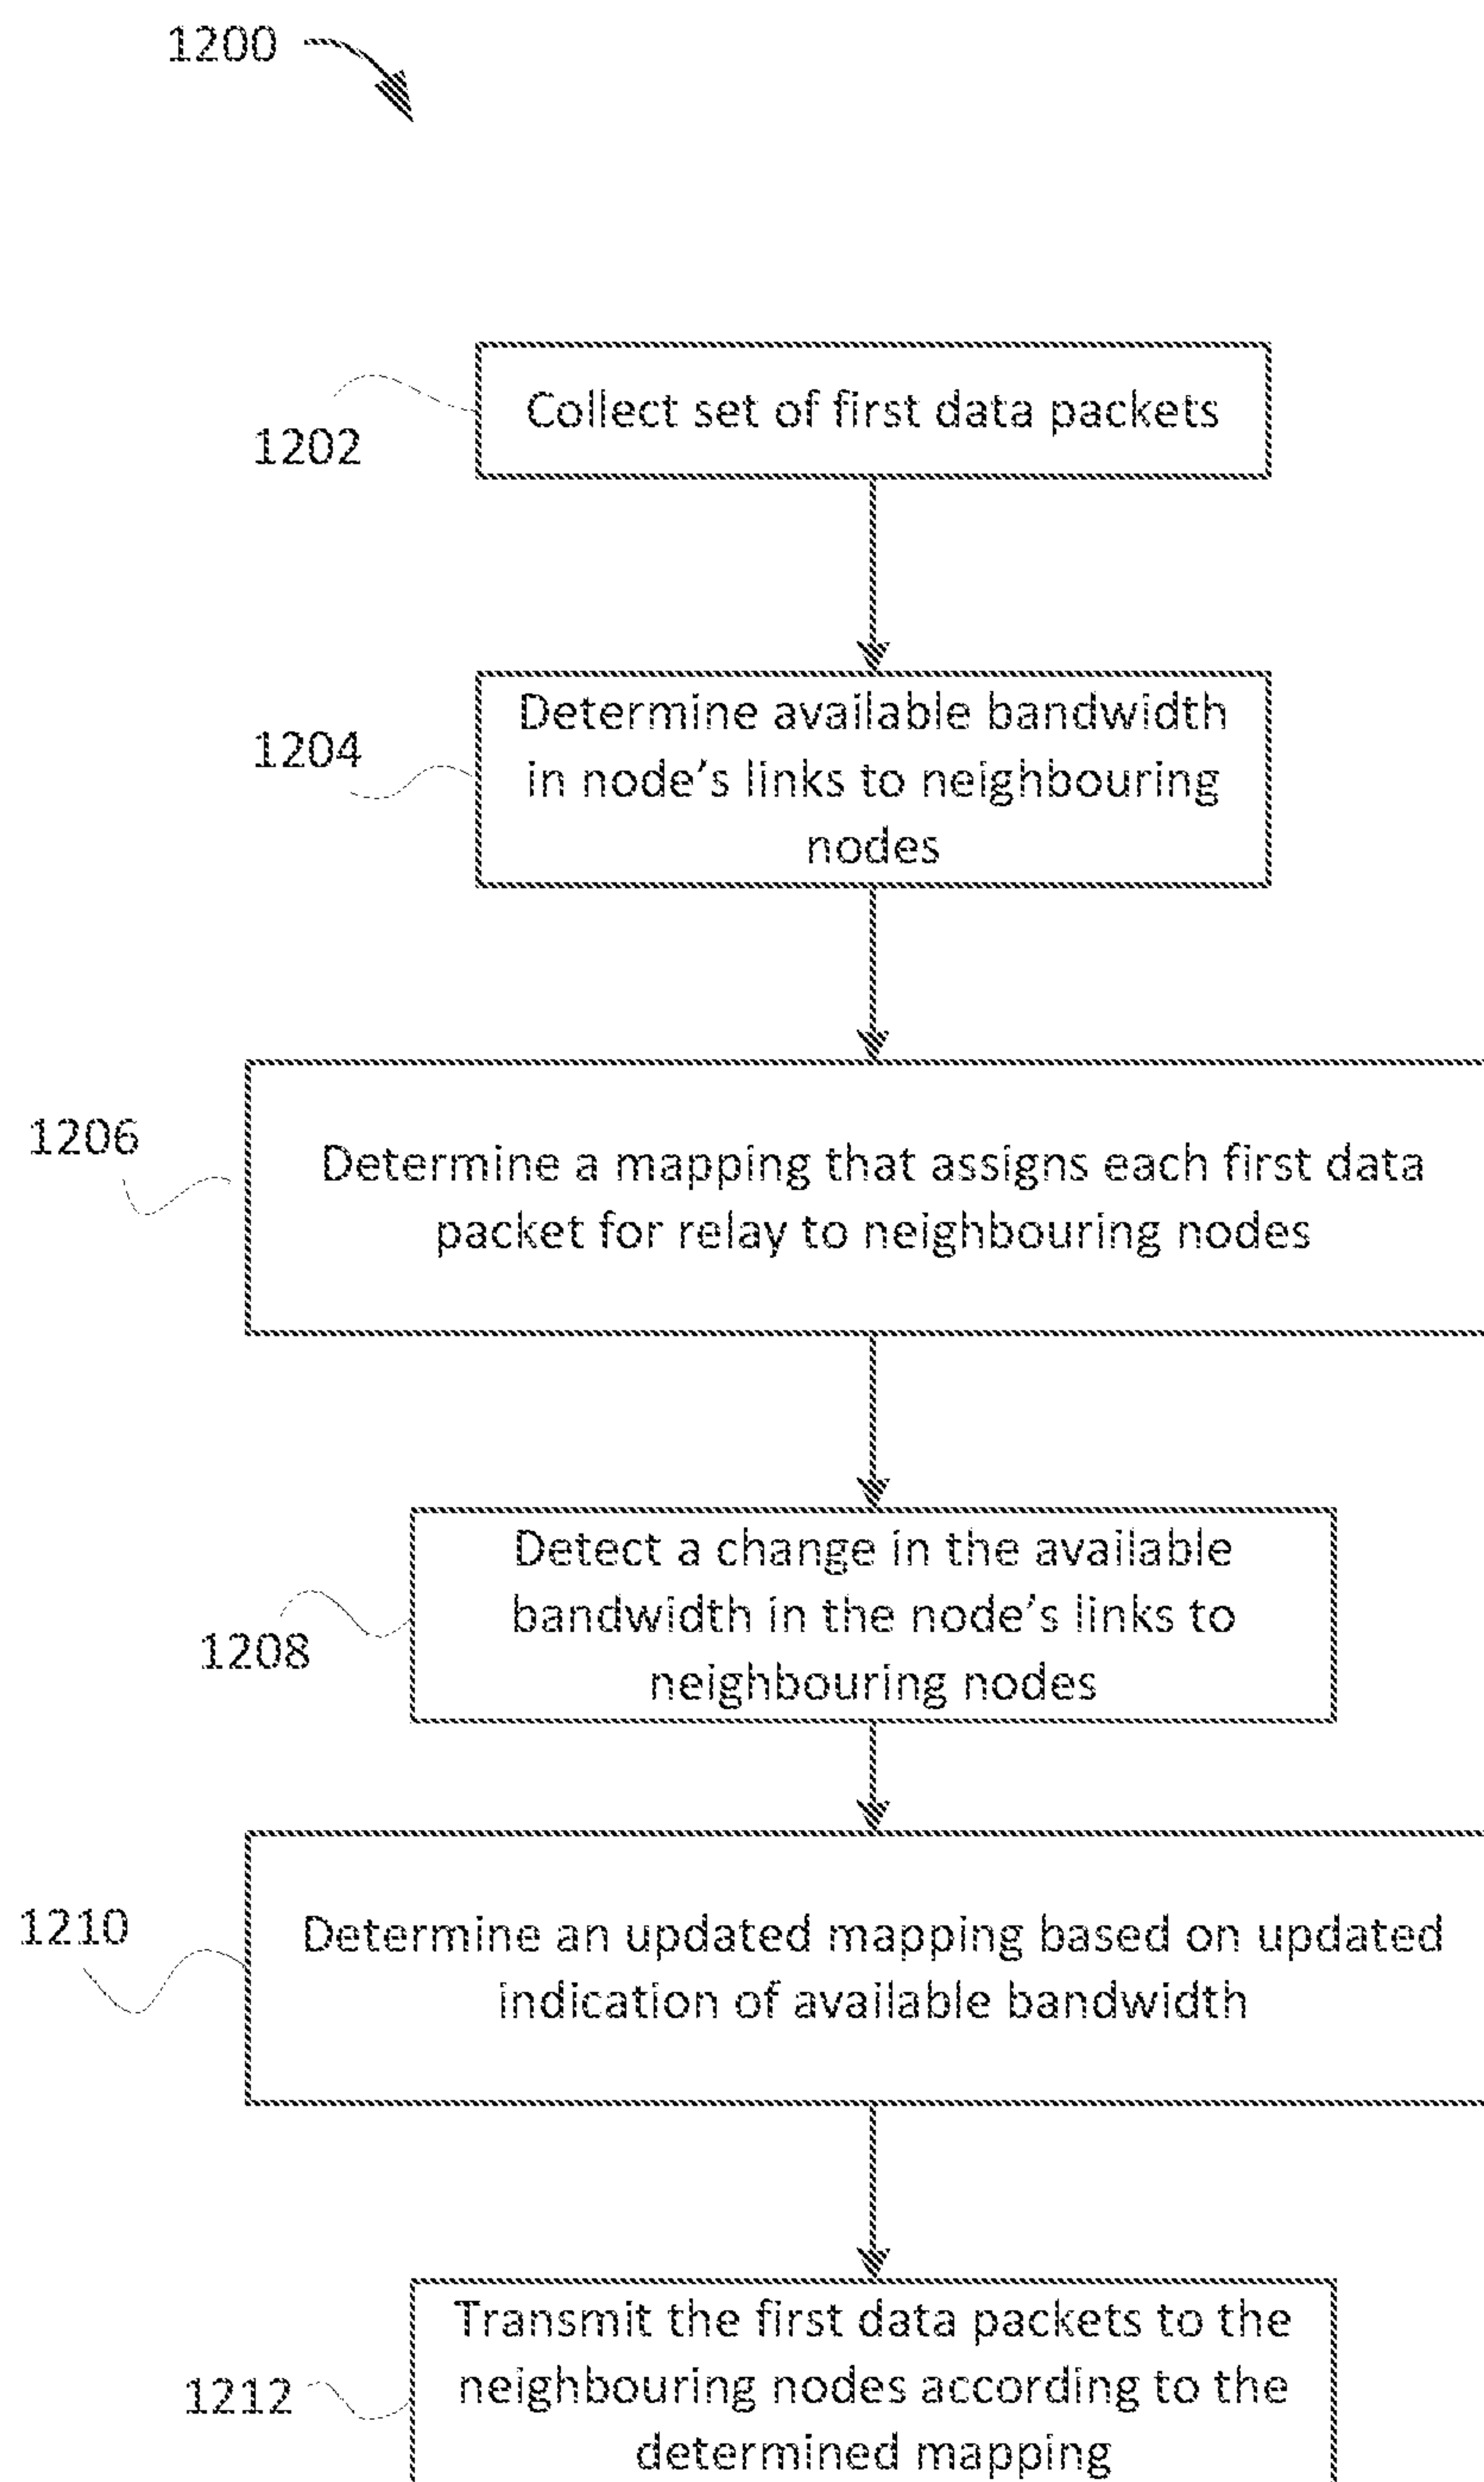 1200
Collect set of first data packets
1202
Determine available bandwidth
in node's links to neighbouring
nodes
1204
Determine a mapping that assigns each first data
packet for relay to neighbouring nodes
1206
Detect a change in the available
bandwidth in the node's links to
neighbouring nodes
1208
Determine an updated mapping based on updated
indication of available bandwidth
1210
Transmit the first data packets to the
neighbouring nodes according to the
determined mapping
1212